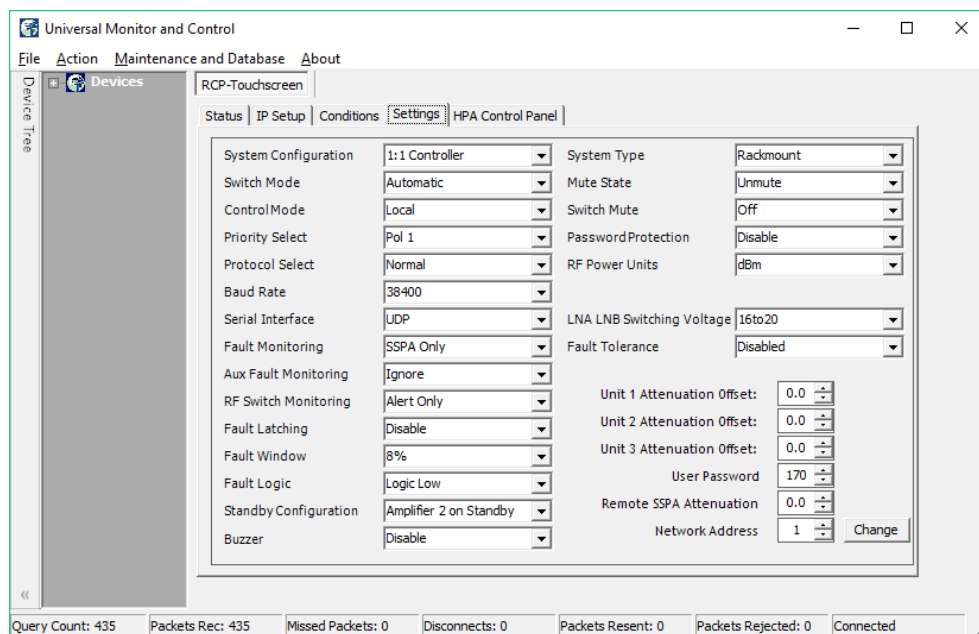 Universal Monitor and Control
File Action Maintenance and Database About
Device Tree
Devices
RCP-Touchscreen
Status IP Setup Conditions Settings HPA Control Panel
System Configuration 1:1 Controller System Type Rackmount
Switch Mode Automatic Mute State Unmute
Control Mode Local Switch Mute Off
Priority Select Pol 1 Password Protection Disable
Protocol Select Normal RF Power Units dBm
Baud Rate 38400
Serial Interface UDP LNA LNB Switching Voltage 16to20
Fault Monitoring SSPA Only Fault Tolerance Disabled
Aux Fault Monitoring Ignore
Unit 1 Attenuation Offset: 0.0
RF Switch Monitoring Alert Only
Unit 2 Attenuation Offset: 0.0
Fault Latching Disable
Unit 3 Attenuation Offset: 0.0
Fault Window 8%
User Password 170
Fault Logic Logic Low
Remote SSPA Attenuation 0.0
Standby Configuration Amplifier 2 on Standby
Network Address 1 Change
Buzzer Disable
Query Count: 435 Packets Rec: 435 Missed Packets: 0 Disconnects: 0 Packets Resent: 0 Packets Rejected: 0 Connected